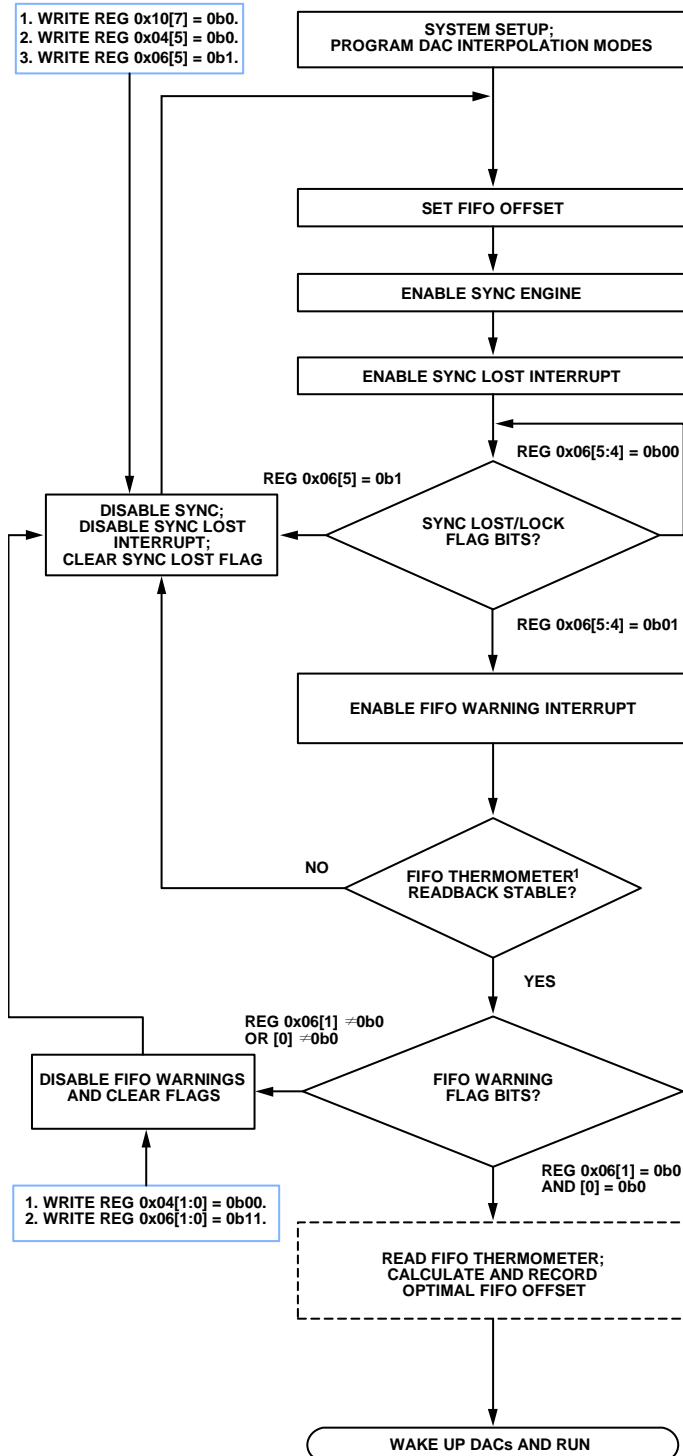 1. WRITE REG 0x10[7] = 0b0.
2. WRITE REG 0x04[5] = 0b0.
3. WRITE REG 0x06[5] = 0b1.
SYSTEM SETUP;
PROGRAM DAC INTERPOLATION MODES
SET FIFO OFFSET
ENABLE SYNC ENGINE
ENABLE SYNC LOST INTERRUPT
REG 0x06[5:4] = 0b00
REG 0x06[5] = 0b1
DISABLE SYNC;
DISABLE SYNC LOST
INTERRUPT;
CLEAR SYNC LOST FLAG
SYNC LOST/LOCK
FLAG BITS?
REG 0x06[5:4] = 0b01
ENABLE FIFO WARNING INTERRUPT
NO
FIFO THERMOMETER¹
READBACK STABLE?
YES
REG 0x06[1] ≠0b0
OR [0] ≠0b0
DISABLE FIFO WARNINGS
AND CLEAR FLAGS
FIFO WARNING
FLAG BITS?
REG 0x06[1] = 0b0
AND [0] = 0b0
1. WRITE REG 0x04[1:0] = 0b00.
2. WRITE REG 0x06[1:0] = 0b11.
READ FIFO THERMOMETER;
CALCULATE AND RECORD
OPTIMAL FIFO OFFSET
WAKE UP DACs AND RUN